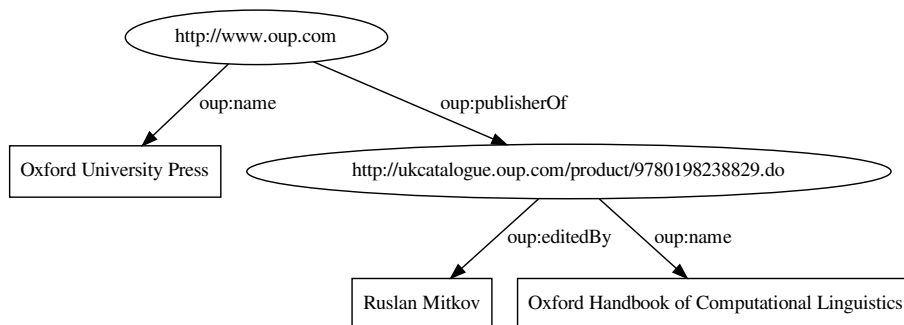 http://www.oup.com
oup:name
oup:publisherOf
Oxford University Press
http://ukcatalogue.oup.com/product/9780198238829.do
oup:editedBy
oup:name
Ruslan Mitkov
Oxford Handbook of Computational Linguistics